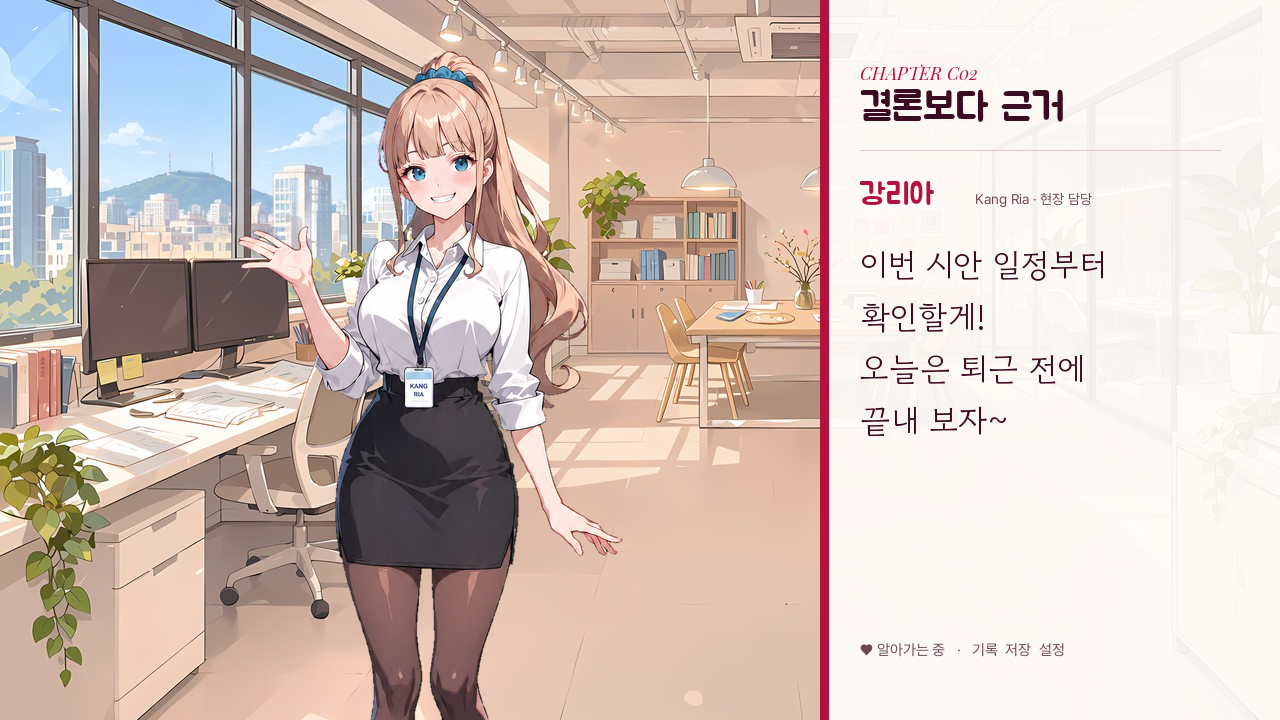 KANG
RIA
CHAPTER C02
결론보다 근거
강리아 Kang Ria · 현장 담당
이번 시안 일정부터
확인할게!
오늘은 퇴근 전에
끝내 보자~
♥ 알아가는 중 · 기록 저장 설정